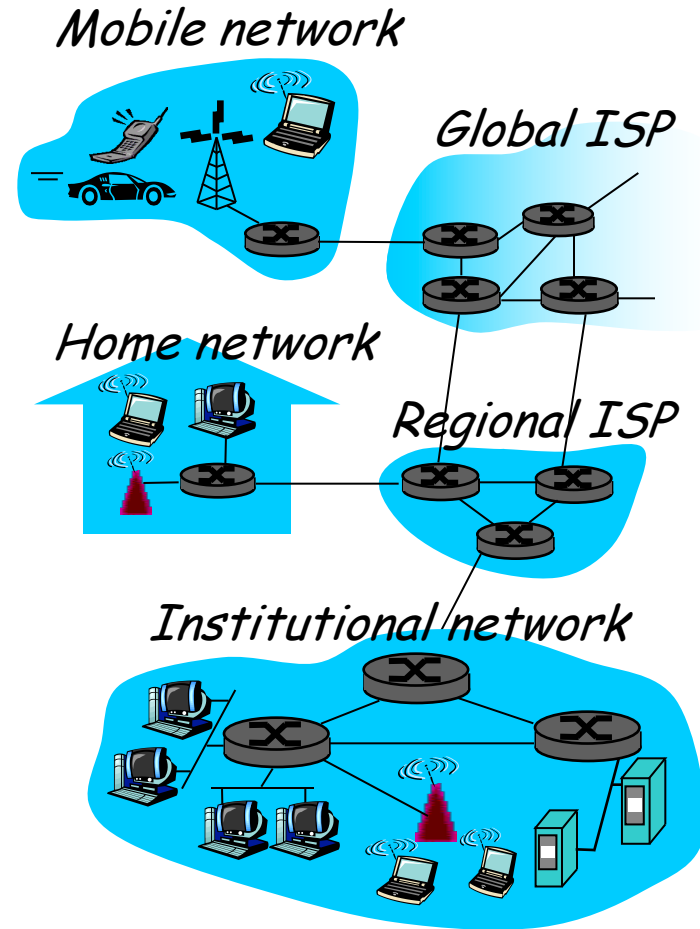 Mobile network
Global ISP
Home network
Regional ISP
Institutional network